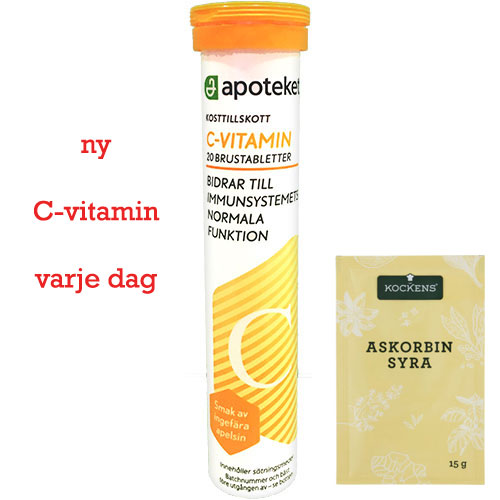 ny
C-vitamin
varje dag
apoteket
KOSTTILLSKOTT
C-VITAMIN
20 BRUSTABLETTER
BIDRAR TILL
IMMUNSYSTEMETS
NORMALA
FUNKTION
C
Smak av
ingefära
apelsin
Innehåller sötningsmedel
Batchnummer och bäst
före utgången av – se botten
KOCKENS
ASKORBIN
SYRA
15 g